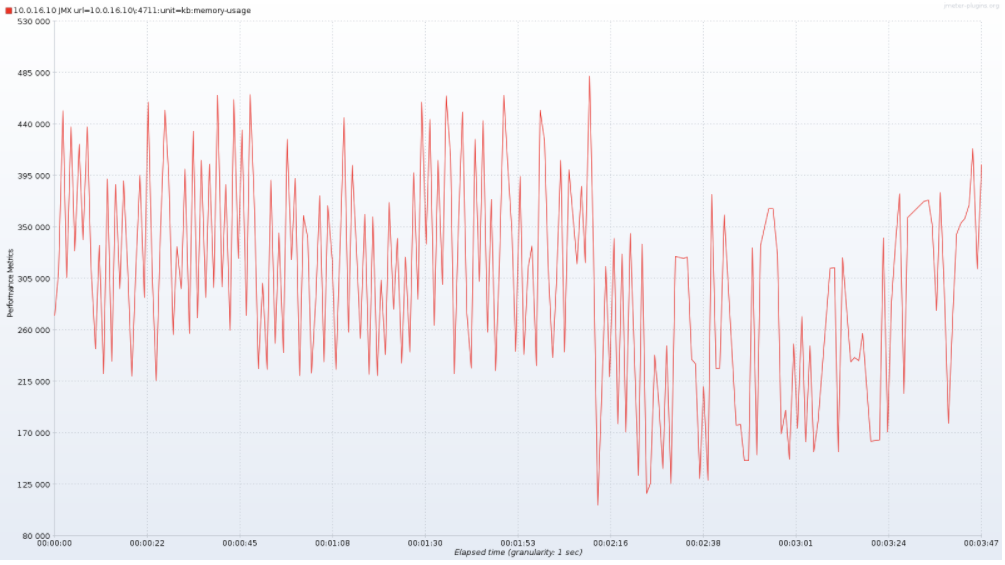 jmeter-plugins.org
10.0.16.10 JMX url=10.0.16.10\:4711:unit=kb:memory-usage
530 000
485 000
440 000
395 000
350 000
305 000
260 000
215 000
170 000
125 000
80 000
Performance Metrics
00:00:00 00:00:22 00:00:45 00:01:08 00:01:30 00:01:53 00:02:16 00:02:38 00:03:01 00:03:24 00:03:47
Elapsed time (granularity: 1 sec)